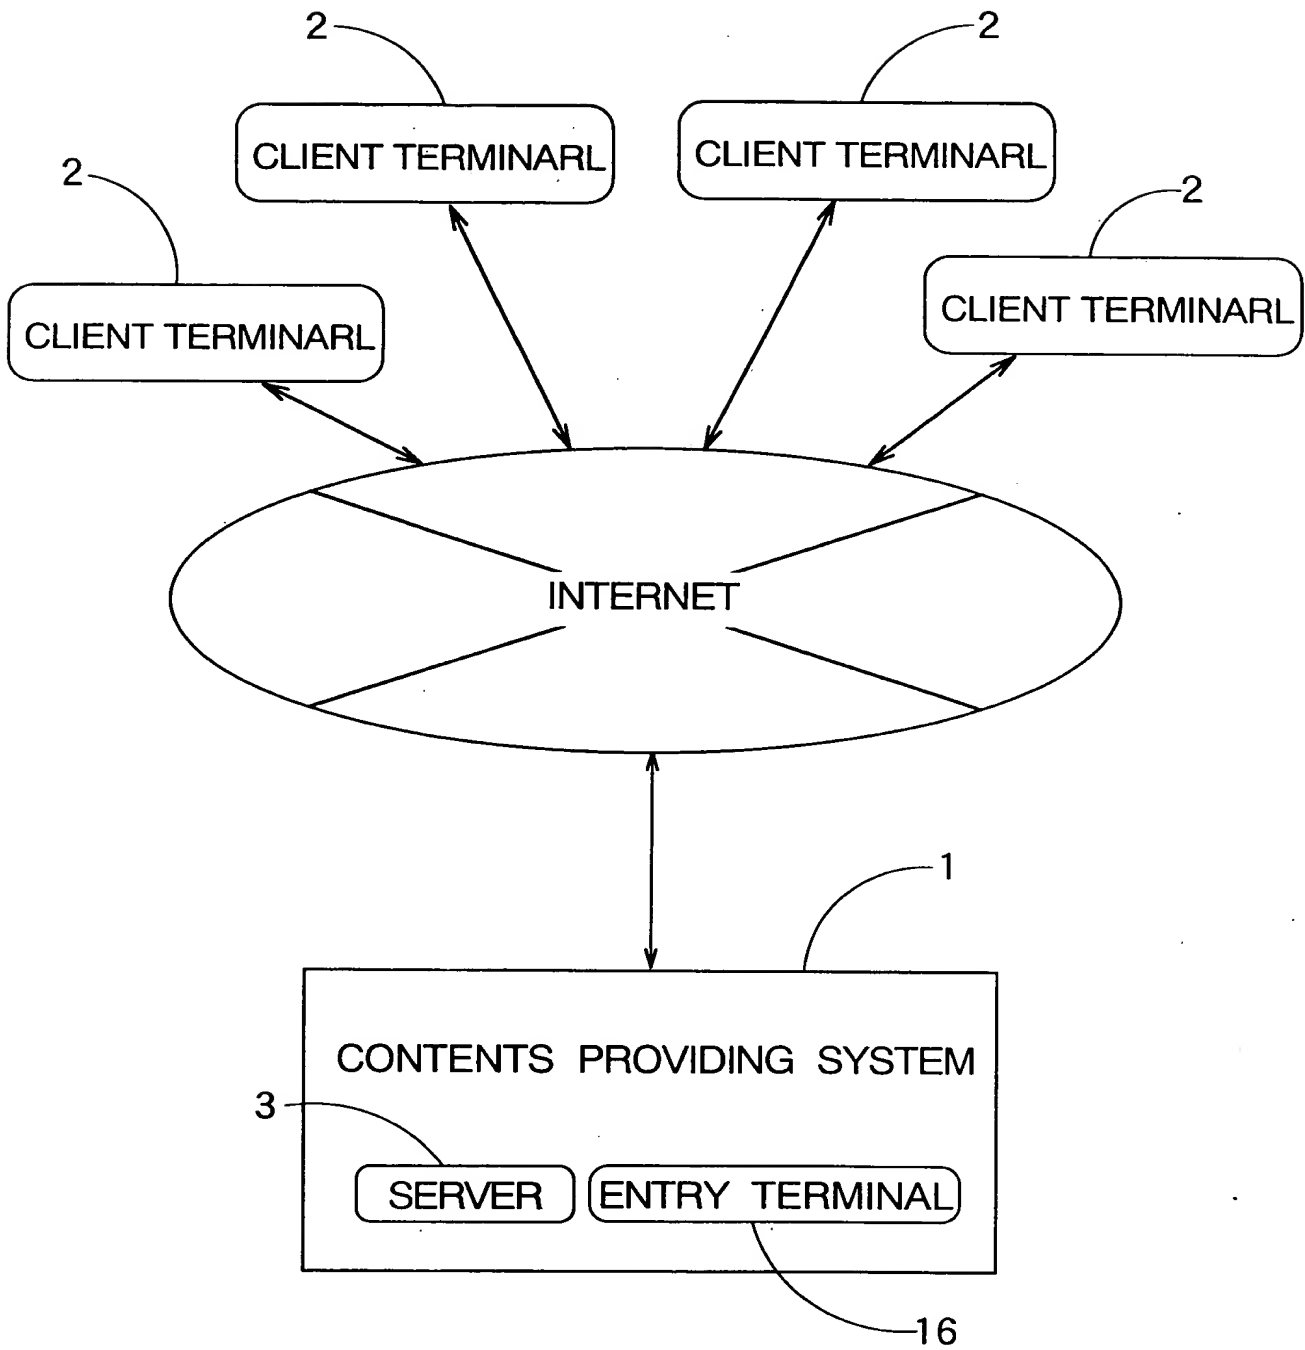 2
2
CLIENT TERMINARL
CLIENT TERMINARL
2
2
CLIENT TERMINARL
CLIENT TERMINARL
INTERNET
1
CONTENTS PROVIDING SYSTEM
3
SERVER
ENTRY TERMINAL
16